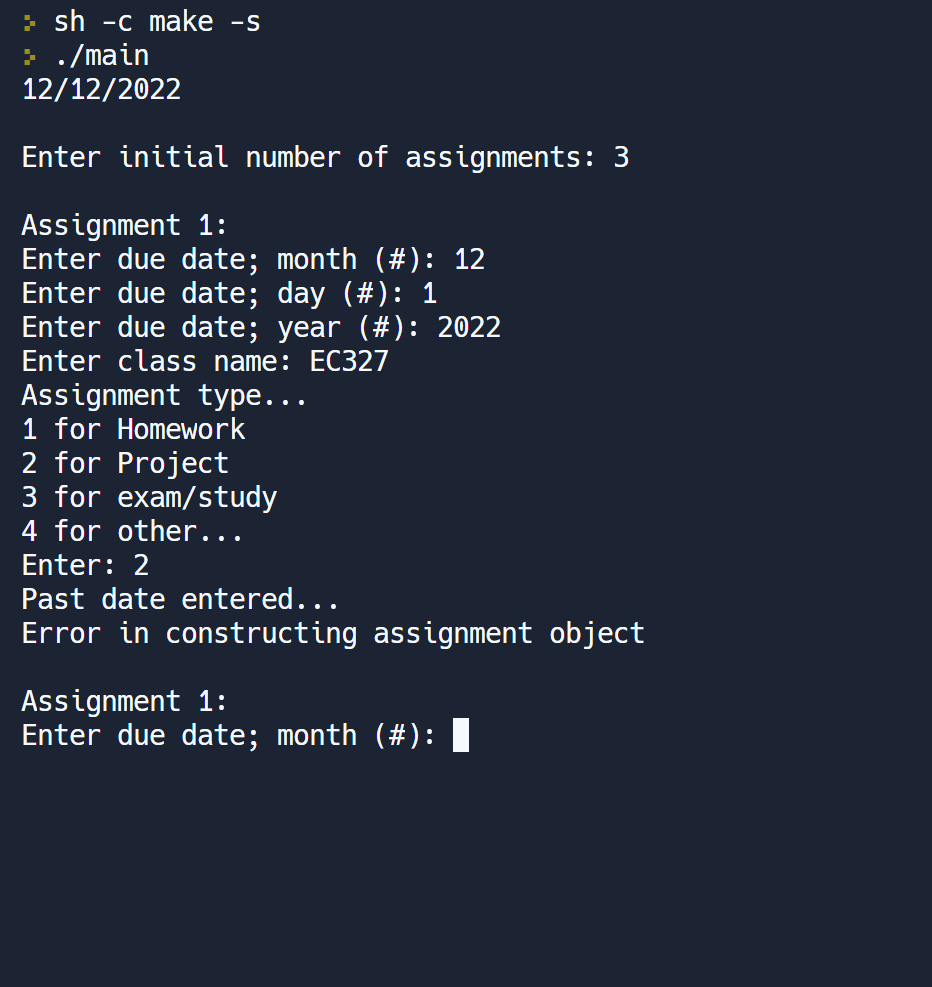 sh -c make -s
./main
12/12/2022
Enter initial number of assignments: 3
Assignment 1:
Enter due date; month (#): 12
Enter due date; day (#): 1
Enter due date; year (#): 2022
Enter class name: EC327
Assignment type...
1 for Homework
2 for Project
3 for exam/study
4 for other...
Enter: 2
Past date entered...
Error in constructing assignment object
Assignment 1:
Enter due date; month (#):